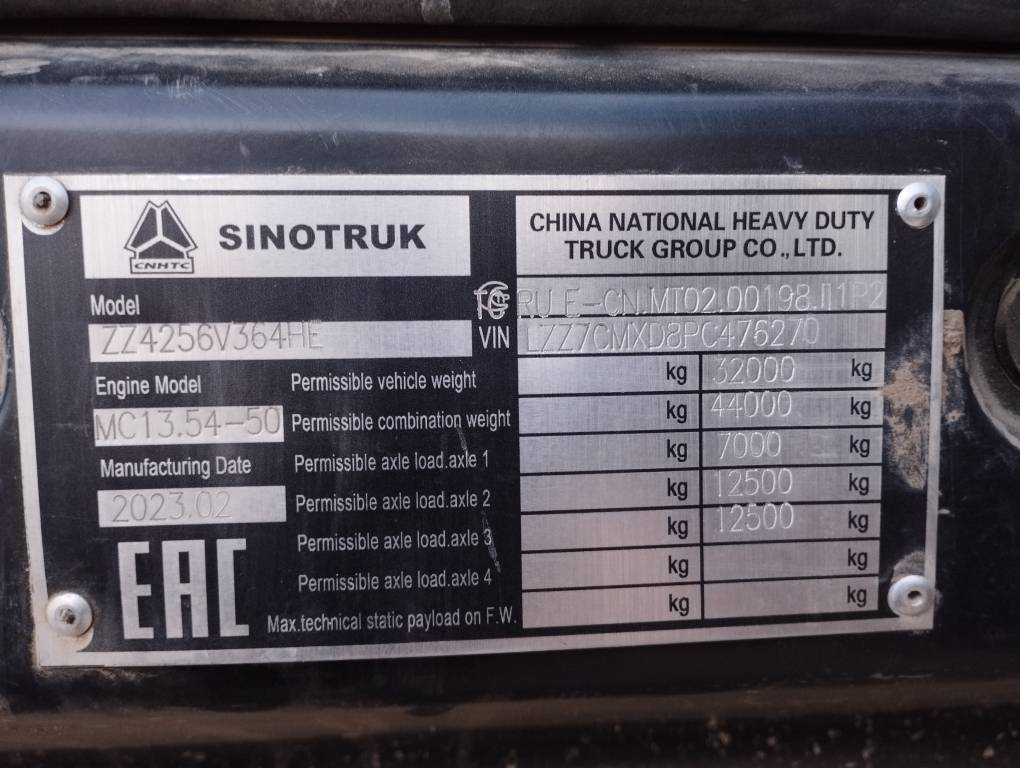 CNHTC
SINOTRUK
CHINA NATIONAL HEAVY DUTY
TRUCK GROUP CO.,LTD.
Model
ZZ4256V364HE
TC RU E-CN.MT02.00198.П1P2
VIN LZZ7CMXD8PC476270
Engine Model
MC13.54-50
Manufacturing Date
2023.02
EAC
Permissible vehicle weight kg 32000 kg
Permissible combination weight kg 44000 kg
Permissible axle load.axle 1 kg 7000 kg
Permissible axle load.axle 2 kg 12500 kg
Permissible axle load.axle 3 kg 12500 kg
Permissible axle load.axle 4 kg kg
Max.technical static payload on F.W. kg kg